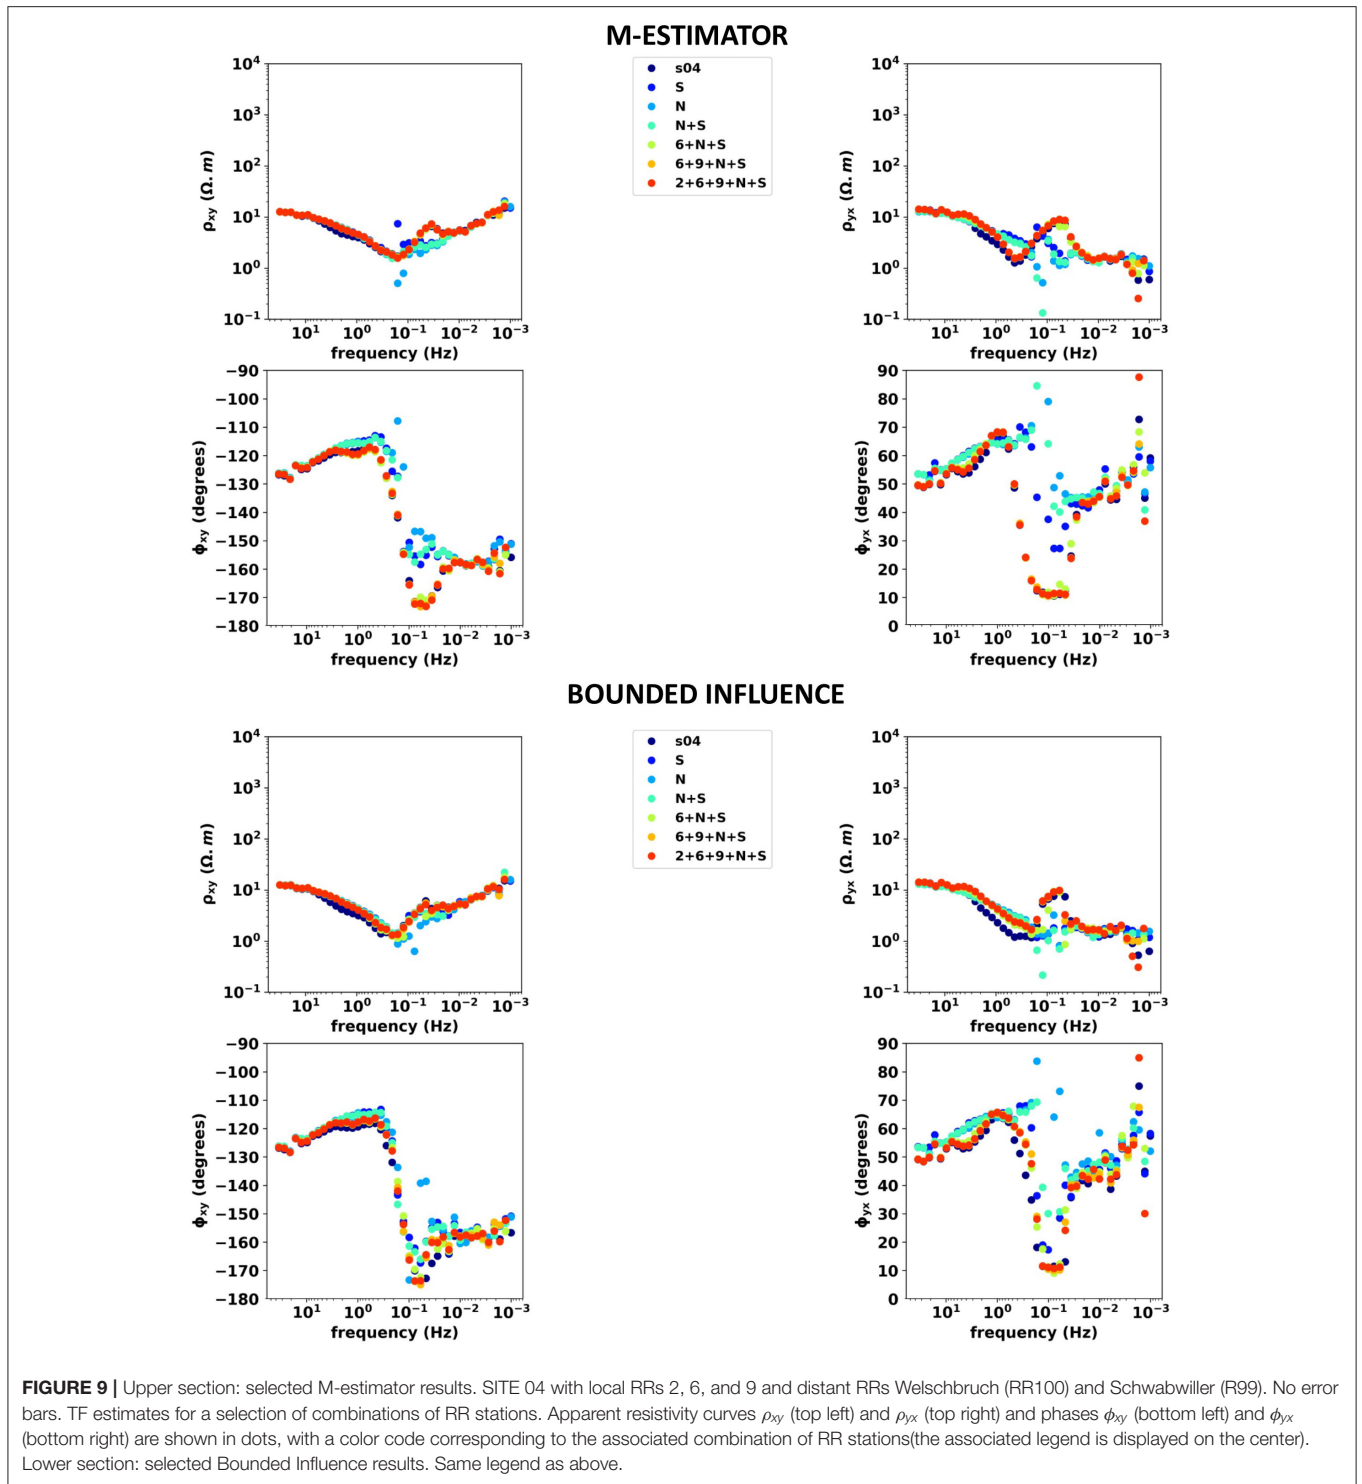 M-ESTIMATOR
10⁴
10³
10²
10¹
10⁰
10⁻¹
ρxy (Ω.m)
10¹ 10⁰ 10⁻¹ 10⁻² 10⁻³
frequency (Hz)
s04
S
N
N+S
6+N+S
6+9+N+S
2+6+9+N+S
10⁴
10³
10²
10¹
10⁰
10⁻¹
ρyx (Ω.m)
10¹ 10⁰ 10⁻¹ 10⁻² 10⁻³
frequency (Hz)
−90
−100
−110
−120
−130
−140
−150
−160
−170
−180
ϕxy (degrees)
10¹ 10⁰ 10⁻¹ 10⁻² 10⁻³
frequency (Hz)
90
80
70
60
50
40
30
20
10
0
ϕyx (degrees)
10¹ 10⁰ 10⁻¹ 10⁻² 10⁻³
frequency (Hz)
BOUNDED INFLUENCE
10⁴
10³
10²
10¹
10⁰
10⁻¹
ρxy (Ω.m)
10¹ 10⁰ 10⁻¹ 10⁻² 10⁻³
frequency (Hz)
s04
S
N
N+S
6+N+S
6+9+N+S
2+6+9+N+S
10⁴
10³
10²
10¹
10⁰
10⁻¹
ρyx (Ω.m)
10¹ 10⁰ 10⁻¹ 10⁻² 10⁻³
frequency (Hz)
−90
−100
−110
−120
−130
−140
−150
−160
−170
−180
ϕxy (degrees)
10¹ 10⁰ 10⁻¹ 10⁻² 10⁻³
frequency (Hz)
90
80
70
60
50
40
30
20
10
0
ϕyx (degrees)
10¹ 10⁰ 10⁻¹ 10⁻² 10⁻³
frequency (Hz)
FIGURE 9 | Upper section: selected M-estimator results. SITE 04 with local RRs 2, 6, and 9 and distant RRs Welschbruch (RR100) and Schwabwiller (R99). No error
bars. TF estimates for a selection of combinations of RR stations. Apparent resistivity curves ρxy (top left) and ρyx (top right) and phases ϕxy (bottom left) and ϕyx
(bottom right) are shown in dots, with a color code corresponding to the associated combination of RR stations(the associated legend is displayed on the center).
Lower section: selected Bounded Influence results. Same legend as above.